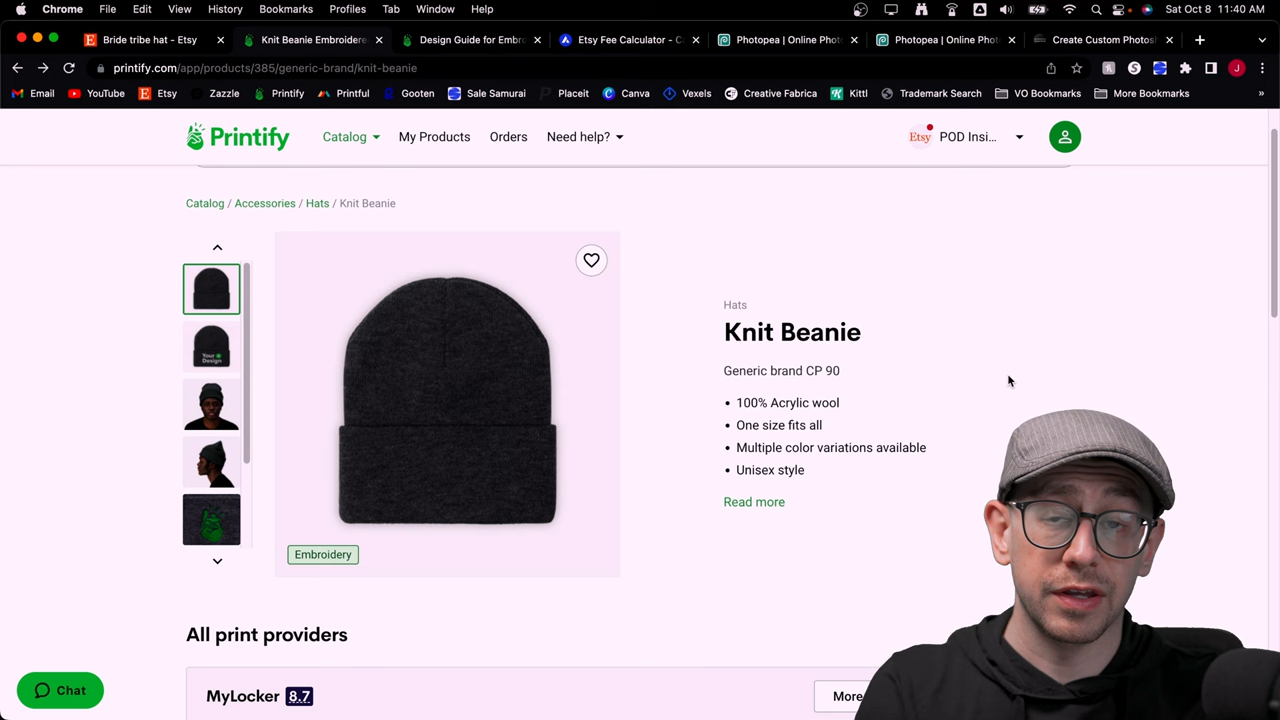 Chrome File Edit View History Bookmarks Profiles Tab Window Help Sat Oct 8 11:40 AM
Bride tribe hat - Etsy Knit Beanie Embroidere Design Guide for Embro Etsy Fee Calculator - C Photopea | Online Phot Photopea | Online Phot Create Custom Photosh
printify.com/app/products/385/generic-brand/knit-beanie
Email YouTube Etsy Zazzle Printify Printful Gooten Sale Samurai Placeit Canva Vexels Creative Fabrica Kittl Trademark Search VO Bookmarks More Bookmarks
Printify Catalog My Products Orders Need help? Etsy POD Insi...
Catalog / Accessories / Hats / Knit Beanie
Your
Design
Embroidery
Hats
Knit Beanie
Generic brand CP 90
• 100% Acrylic wool
• One size fits all
• Multiple color variations available
• Unisex style
Read more
All print providers
MyLocker 8.7 More
Chat